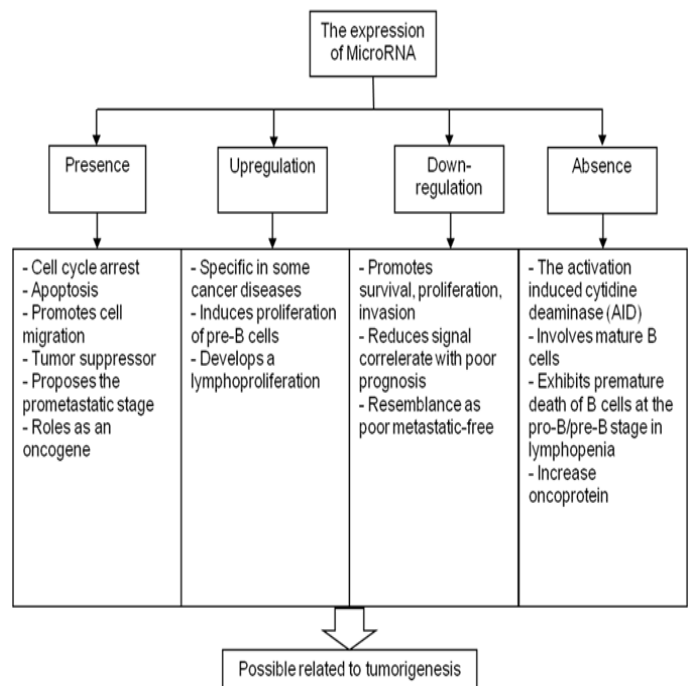 The expression
of MicroRNA
Presence
Upregulation
Down-
regulation
Absence
- Cell cycle arrest
- Apoptosis
- Promotes cell
migration
- Tumor suppressor
- Proposes the
prometastatic stage
- Roles as an
oncogene
- Specific in some
cancer diseases
- Induces proliferation
of pre-B cells
- Develops a
lymphoproliferation
- Promotes
survival, proliferation,
invasion
- Reduces signal
correlerate with poor
prognosis
- Resemblance as
poor metastatic-free
- The activation
induced cytidine
deaminase (AID)
- Involves mature B
cells
- Exhibits premature
death of B cells at the
pro-B/pre-B stage in
lymphopenia
- Increase
oncoprotein
Possible related to tumorigenesis